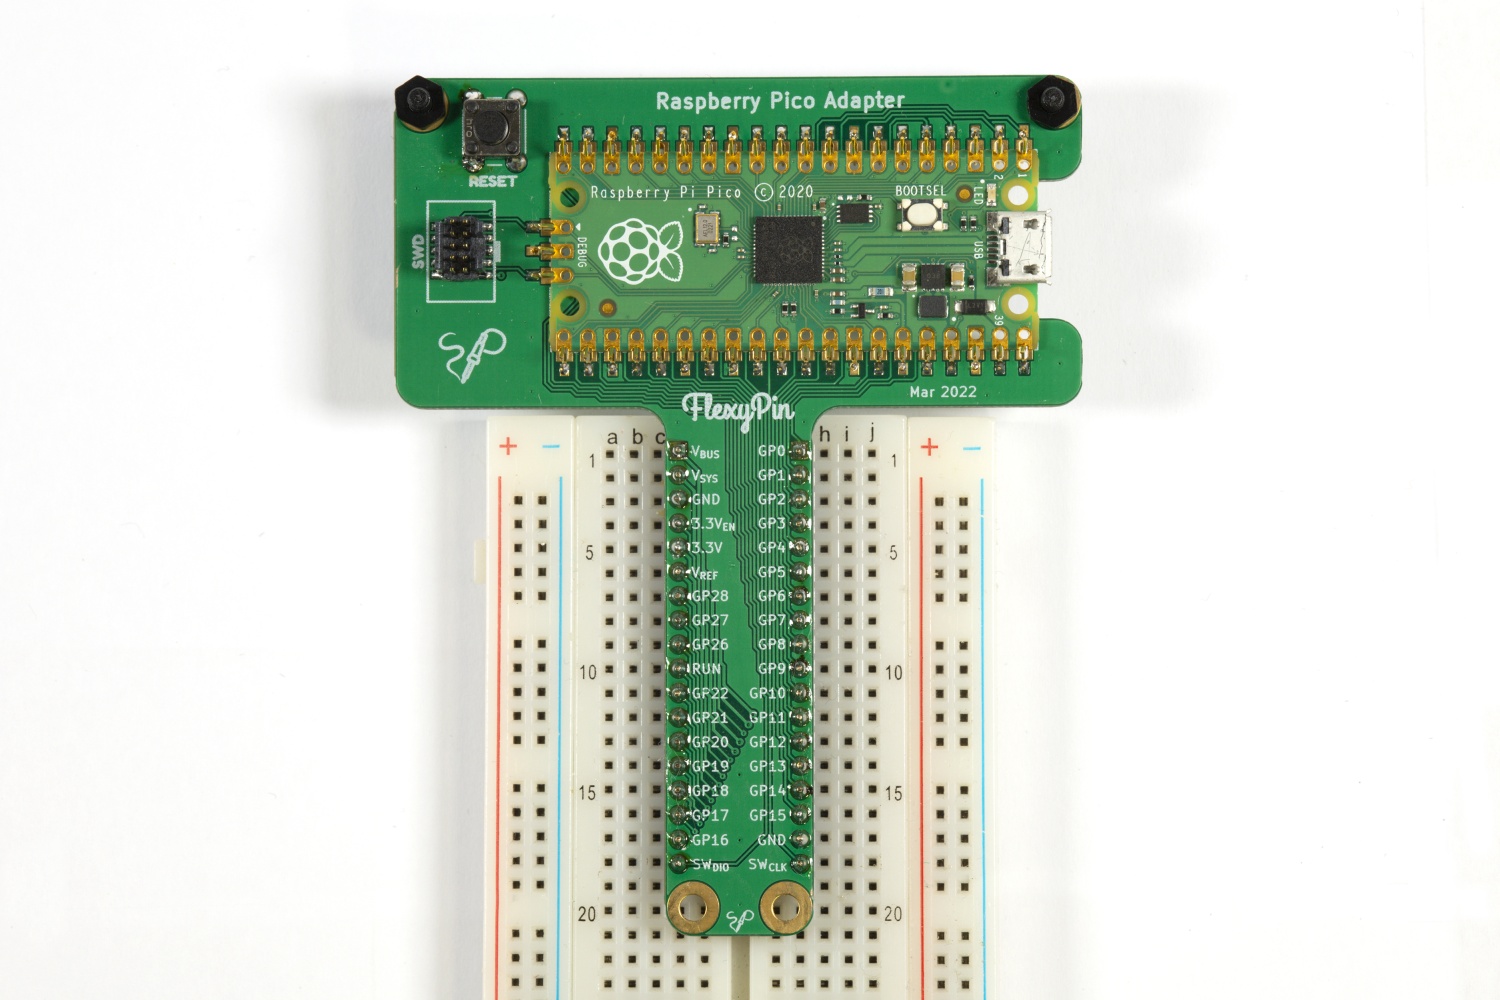 Raspberry Pico Adapter
RESET
Raspberry Pi Pico © 2020
BOOTSEL
LED
2
1
SWD
DEBUG
USB
39
Mar 2022
FlexyPin
+ − a b c h i j + −
1 VBUS GP0 1
VSYS GP1
GND GP2
3.3VEN GP3
5 3.3V GP4 5
VREF GP5
GP28 GP6
GP27 GP7
GP26 GP8
10 RUN GP9 10
GP22 GP10
GP21 GP11
GP20 GP12
GP19 GP13
15 GP18 GP14 15
GP17 GP15
GP16 GND
SWDIO SWCLK
20 20